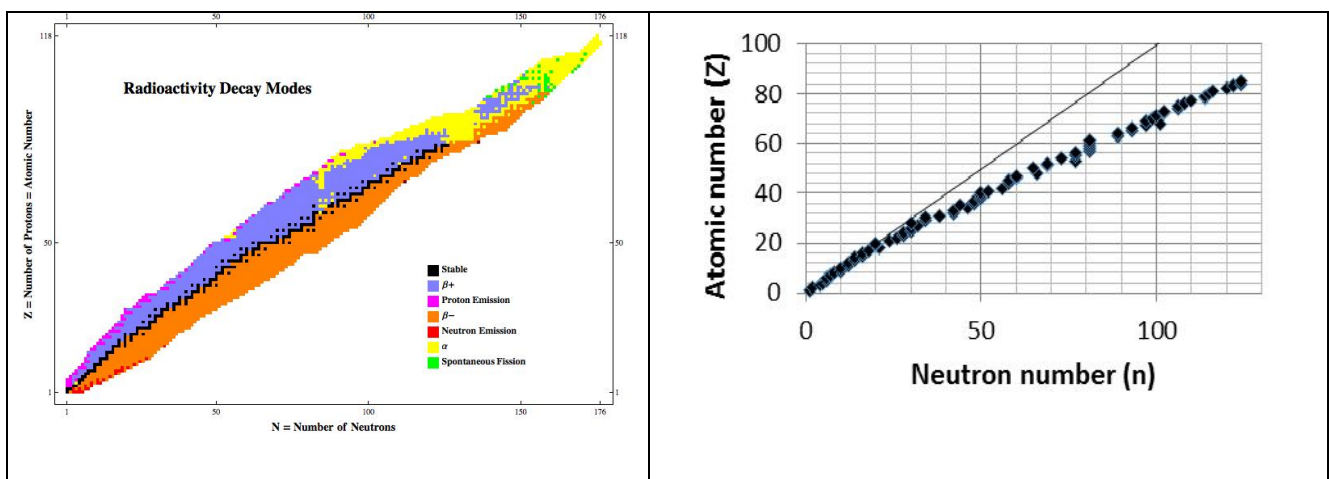 1 50 100 150 176
118 118
Radioactivity Decay Modes
Z = Number of Protons = Atomic Number
50 50
Stable
β+
Proton Emission
β−
Neutron Emission
α
Spontaneous Fission
1 1
1 50 100 150 176
N = Number of Neutrons
Atomic number (Z)
100
80
60
40
20
0
0 50 100
Neutron number (n)